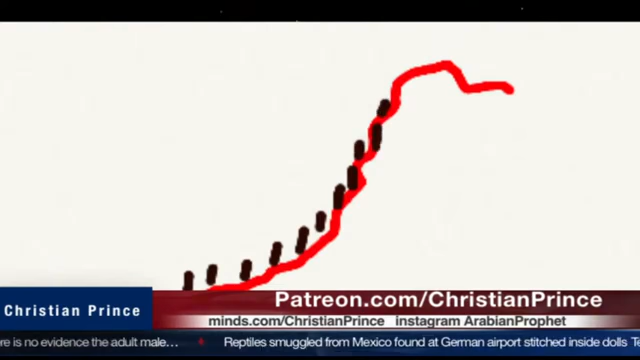 Christian Prince
Patreon.com/ChristianPrince
minds.com/ChristianPrince instagram ArabianProphet
ere is no evidence the adult male... Reptiles smuggled from Mexico found at German airport stitched inside dolls